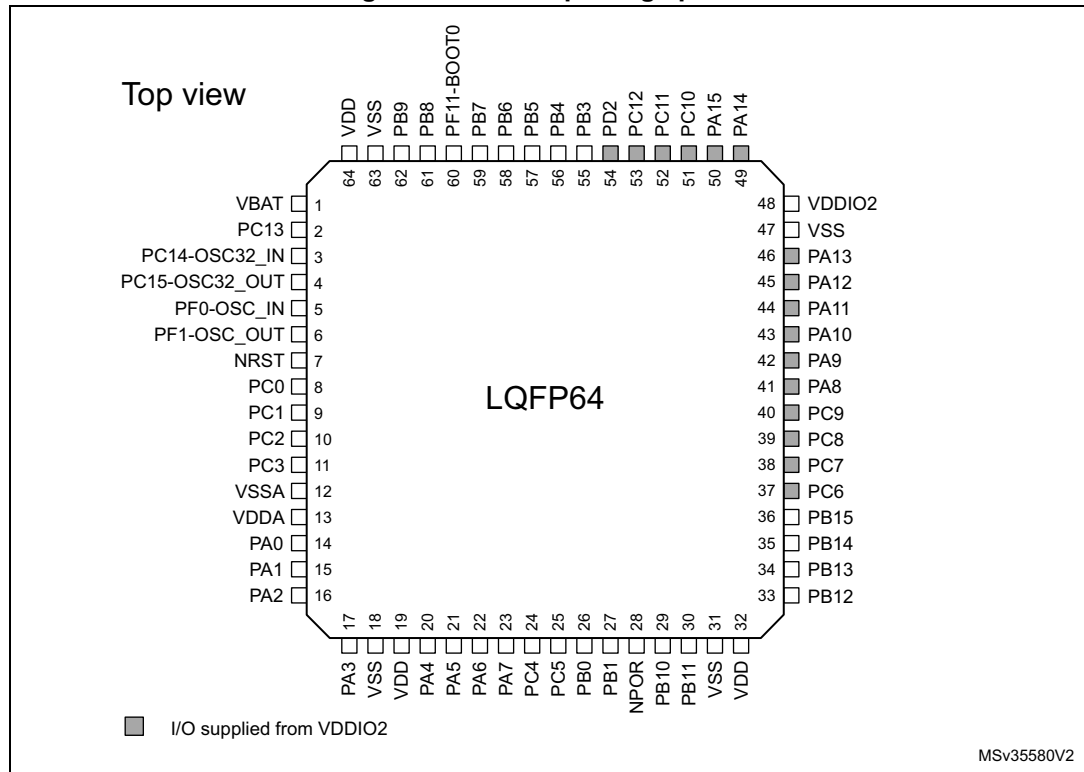 Top view
VDD
VSS
PB9
PB8
PF11-BOOT0
PB7
PB6
PB5
PB4
PB3
PD2
PC12
PC11
PC10
PA15
PA14
64
63
62
61
60
59
58
57
56
55
54
53
52
51
50
49
VBAT 1
PC13 2
PC14-OSC32_IN 3
PC15-OSC32_OUT 4
PF0-OSC_IN 5
PF1-OSC_OUT 6
NRST 7
PC0 8
PC1 9
PC2 10
PC3 11
VSSA 12
VDDA 13
PA0 14
PA1 15
PA2 16
LQFP64
48 VDDIO2
47 VSS
46 PA13
45 PA12
44 PA11
43 PA10
42 PA9
41 PA8
40 PC9
39 PC8
38 PC7
37 PC6
36 PB15
35 PB14
34 PB13
33 PB12
17
18
19
20
21
22
23
24
25
26
27
28
29
30
31
32
PA3
VSS
VDD
PA4
PA5
PA6
PA7
PC4
PC5
PB0
PB1
NPOR
PB10
PB11
VSS
VDD
I/O supplied from VDDIO2
MSv35580V2